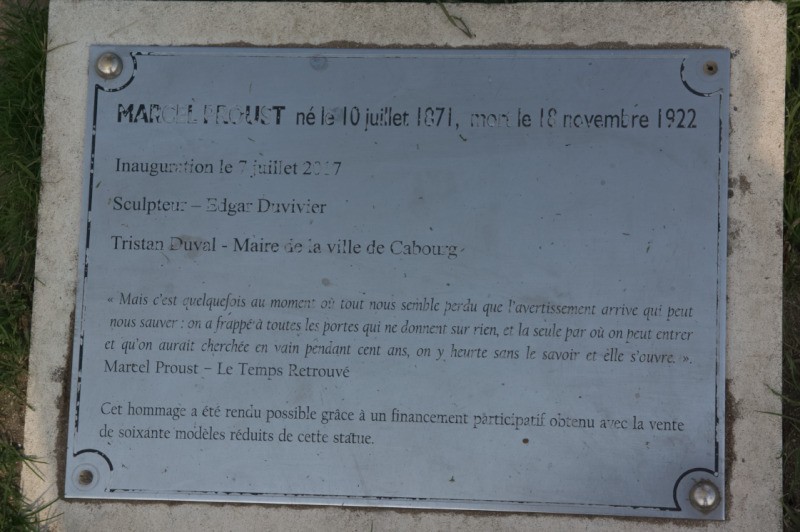 MARCEL PROUST né le 10 juillet 1871, mort le 18 novembre 1922
Inauguration le 7 juillet 2017
Sculpteur – Edgar Duvivier
Tristan Duval - Maire de la ville de Cabourg
« Mais c'est quelquefois au moment où tout nous semble perdu que l'avertissement arrive qui peut
nous sauver : on a frappé à toutes les portes qui ne donnent sur rien, et la seule par où on peut entrer
et qu'on aurait cherchée en vain pendant cent ans, on y heurte sans le savoir et elle s'ouvre. ».
Marcel Proust – Le Temps Retrouvé
Cet hommage a été rendu possible grâce à un financement participatif obtenu avec la vente
de soixante modèles réduits de cette statue.